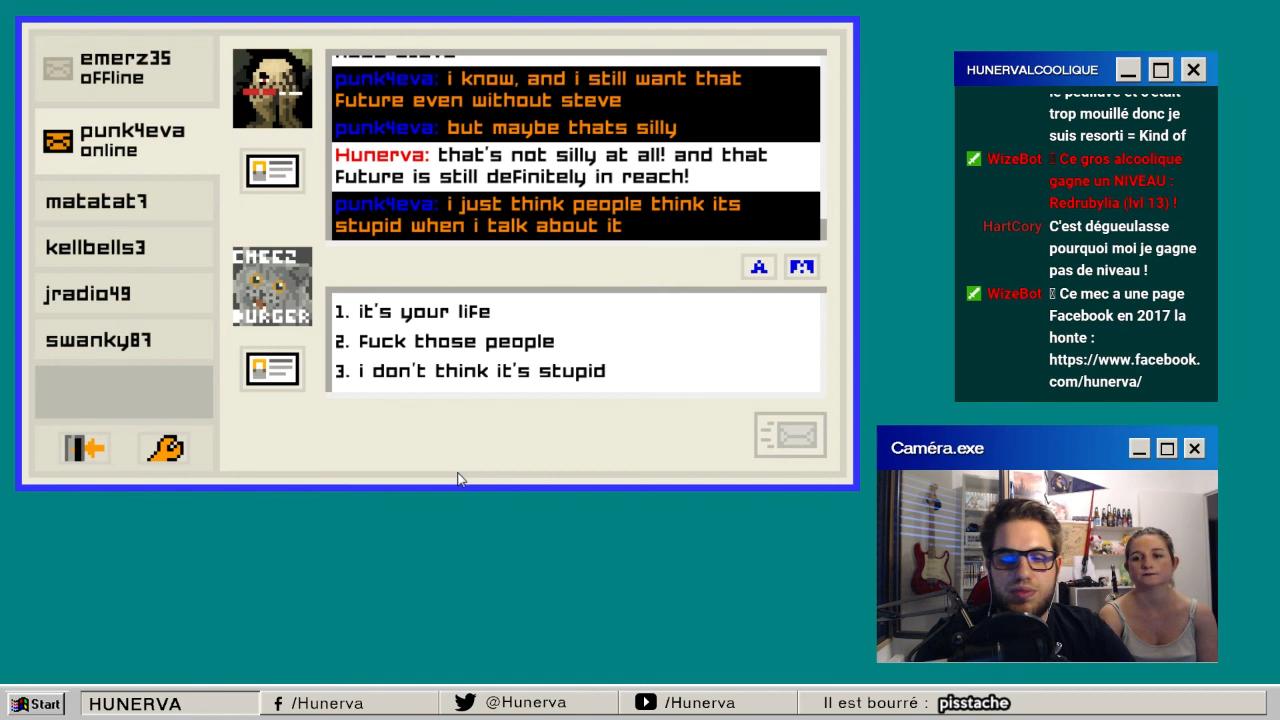 emerz35
offline
punk4eva
online
matatat7
kellbells3
jradio49
swanky87
punk4eva: i know, and i still want that
future even without steve
punk4eva: but maybe thats silly
Hunerva: that's not silly at all! and that
future is still definitely in reach!
punk4eva: i just think people think its
stupid when i talk about it
CHEEZ
BURGER
A
1. it's your life
2. fuck those people
3. i don't think it's stupid
HUNERVALCOOLIQUE
trop mouillé donc je
suis resorti = Kind of
WizeBot Ce gros alcoolique
gagne un NIVEAU :
Redrubylia (lvl 13) !
HartCory C'est dégueulasse
pourquoi moi je gagne
pas de niveau !
WizeBot Ce mec a une page
Facebook en 2017 la
honte :
https://www.facebook.
com/hunerva/
Caméra.exe
Start
HUNERVA
/Hunerva
@Hunerva
/Hunerva
Il est bourré : pisstache